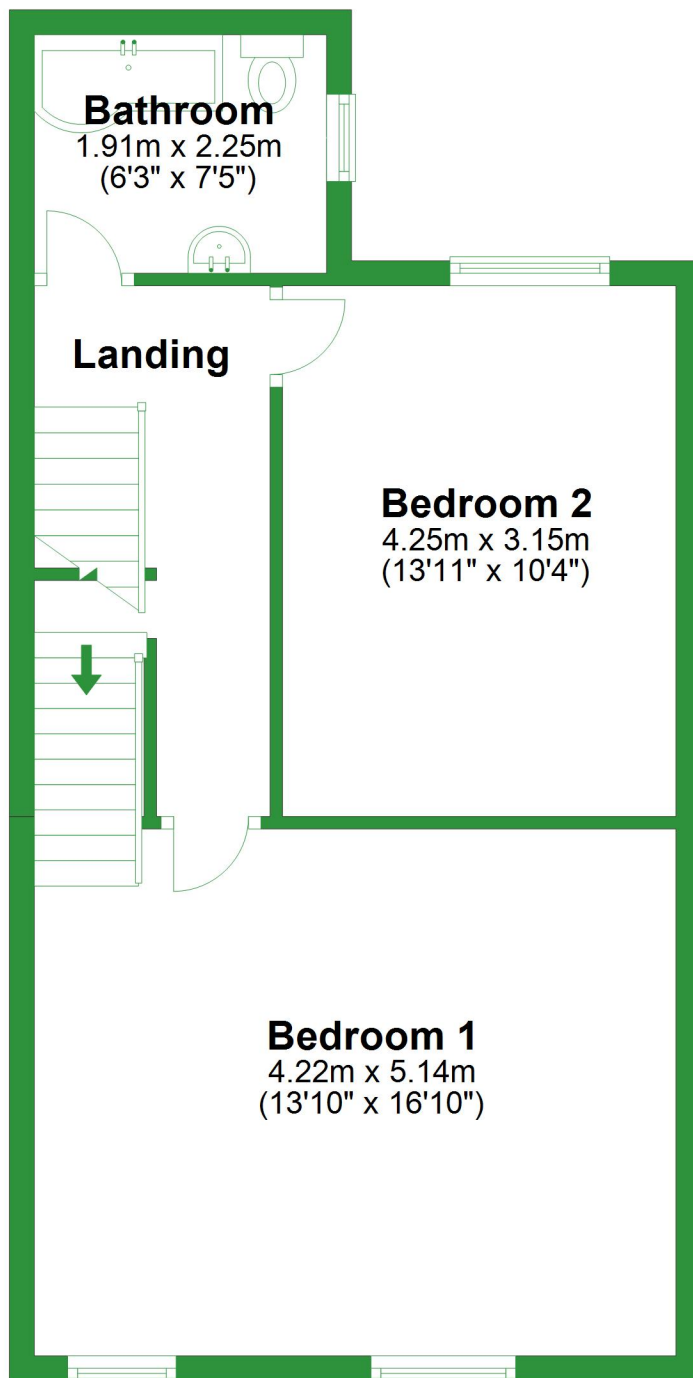 Bathroom
1.91m x 2.25m
(6'3" x 7'5")
Landing
Bedroom 2
4.25m x 3.15m
(13'11" x 10'4")
Bedroom 1
4.22m x 5.14m
(13'10" x 16'10")